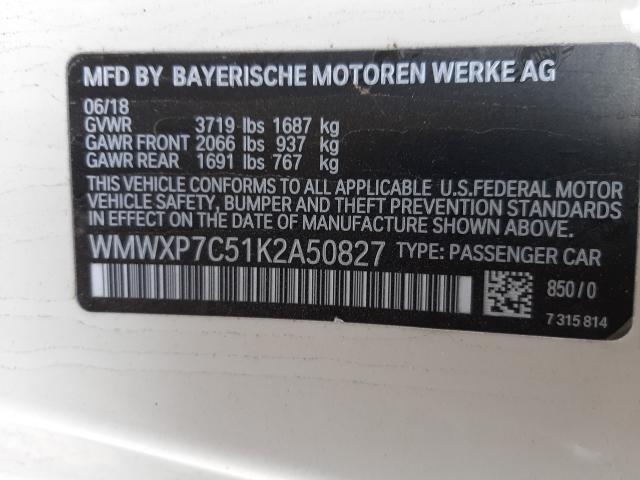 MFD BY BAYERISCHE MOTOREN WERKE AG
06/18
GVWR 3719 lbs 1687 kg
GAWR FRONT 2066 lbs 937 kg
GAWR REAR 1691 lbs 767 kg
THIS VEHICLE CONFORMS TO ALL APPLICABLE U.S.FEDERAL MOTOR
VEHICLE SAFETY, BUMPER AND THEFT PREVENTION STANDARDS
IN EFFECT ON THE DATE OF MANUFACTURE SHOWN ABOVE.
WMWXP7C51K2A50827 TYPE: PASSENGER CAR
850/0
7 315 814